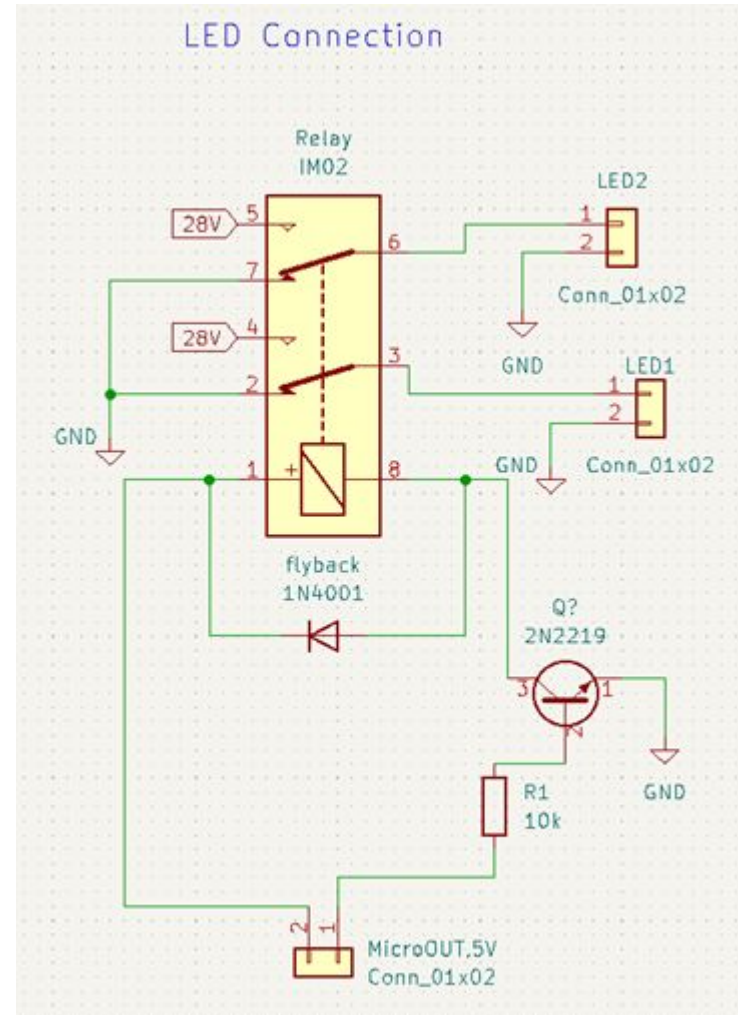 LED Connection
Relay
IM02
LED2
28V
5
6
1
2
7
Conn_01x02
28V
4
GND
3
LED1
2
1
2
GND
GND
Conn_01x02
1
+
8
flyback
1N4001
Q?
2N2219
3
1
2
R1
10k
GND
2
1
MicroOUT,5V
Conn_01x02